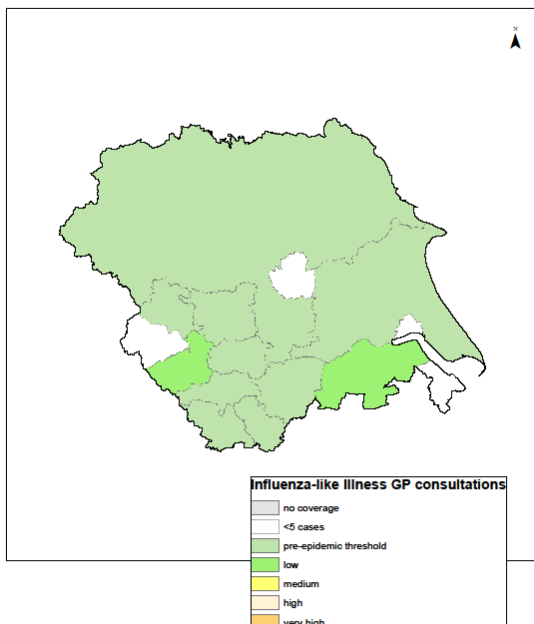 N
Influenza-like Illness GP consultations
no coverage
<5 cases
pre-epidemic threshold
low
medium
high
very high